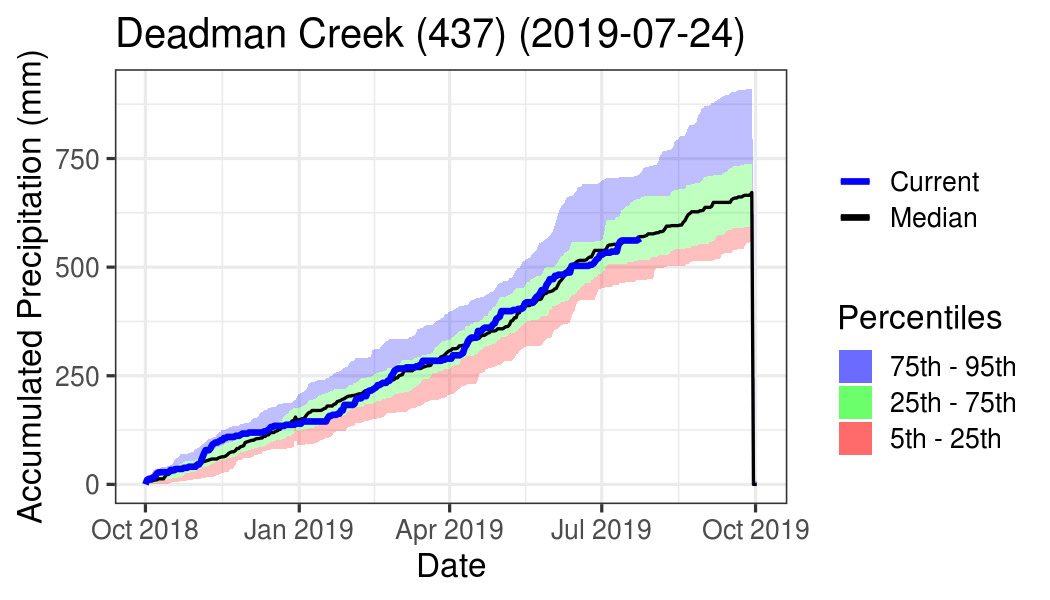 Deadman Creek (437) (2019-07-24)
Accumulated Precipitation (mm)
750
500
250
0
Oct 2018
Jan 2019
Apr 2019
Jul 2019
Oct 2019
Date
Current
Median
Percentiles
75th - 95th
25th - 75th
5th - 25th